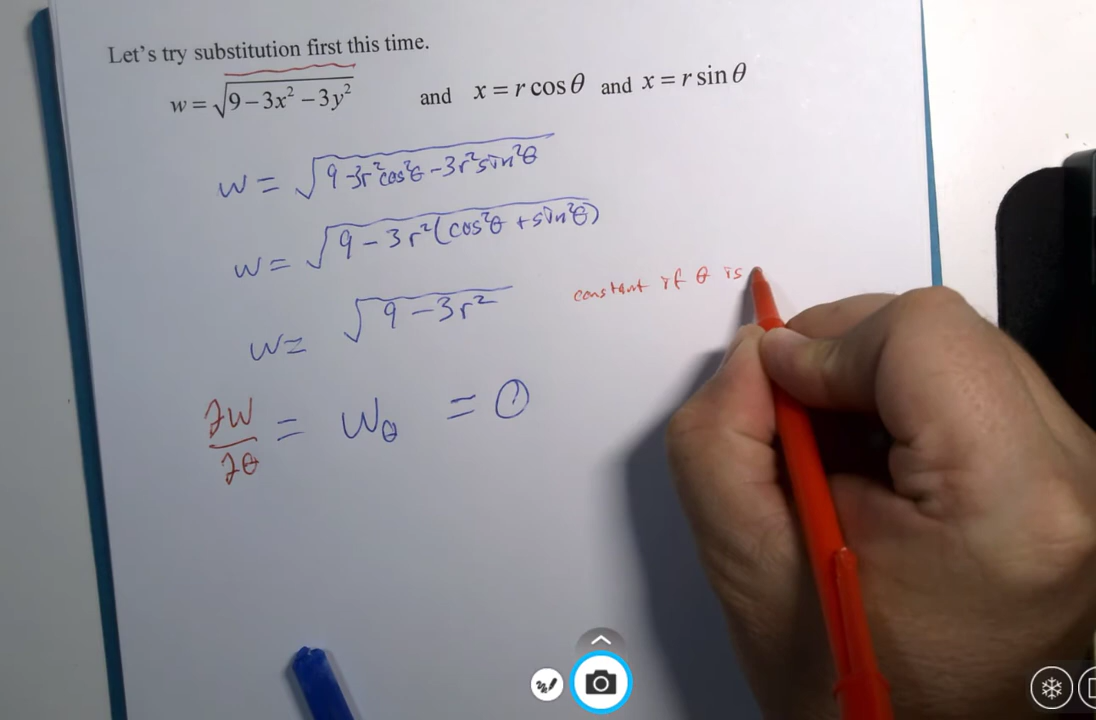 Let's try substitution first this time.
w = √(9 − 3x² − 3y²) and x = r cos θ and x = r sin θ
w = √(9 - 3r²cos²θ - 3r²sin²θ)
w = √(9 - 3r²(cos²θ + sin²θ))
w = √(9 - 3r²)
constant if θ is
∂w/∂θ = wθ = 0